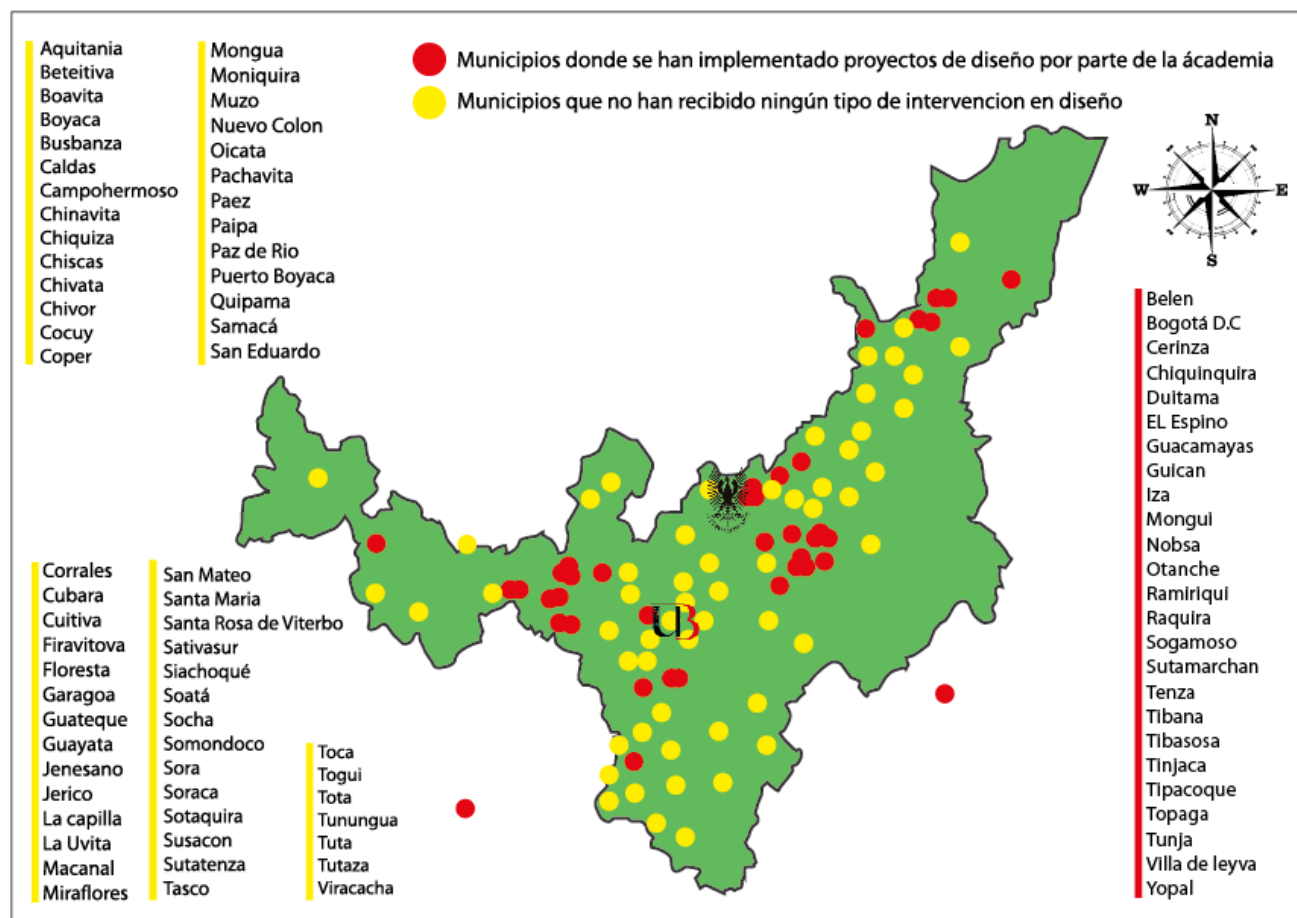 Aquitania
Beteitiva
Boavita
Boyaca
Busbanza
Caldas
Campohermoso
Chinavita
Chiquiza
Chiscas
Chivata
Chivor
Cocuy
Coper
Mongua
Moniquira
Muzo
Nuevo Colon
Oicata
Pachavita
Paez
Paipa
Paz de Rio
Puerto Boyaca
Quipama
Samacá
San Eduardo
Municipios donde se han implementado proyectos de diseño por parte de la ácademia
Municipios que no han recibido ningún tipo de intervencion en diseño
N
W
E
S
Belen
Bogotá D.C
Cerinza
Chiquinquira
Duitama
EL Espino
Guacamayas
Guican
Iza
Mongui
Nobsa
Otanche
Ramiriqui
Raquira
Sogamoso
Sutamarchan
Tenza
Tibana
Tibasosa
Tinjaca
Tipacoque
Topaga
Tunja
Villa de leyva
Yopal
Corrales
Cubara
Cuitiva
Firavitova
Floresta
Garagoa
Guateque
Guayata
Jenesano
Jerico
La capilla
La Uvita
Macanal
Miraflores
San Mateo
Santa Maria
Santa Rosa de Viterbo
Sativasur
Siachoqué
Soatá
Socha
Somondoco
Sora
Soraca
Sotaquira
Susacon
Sutatenza
Tasco
Toca
Togui
Tota
Tunungua
Tuta
Tutaza
Viracacha